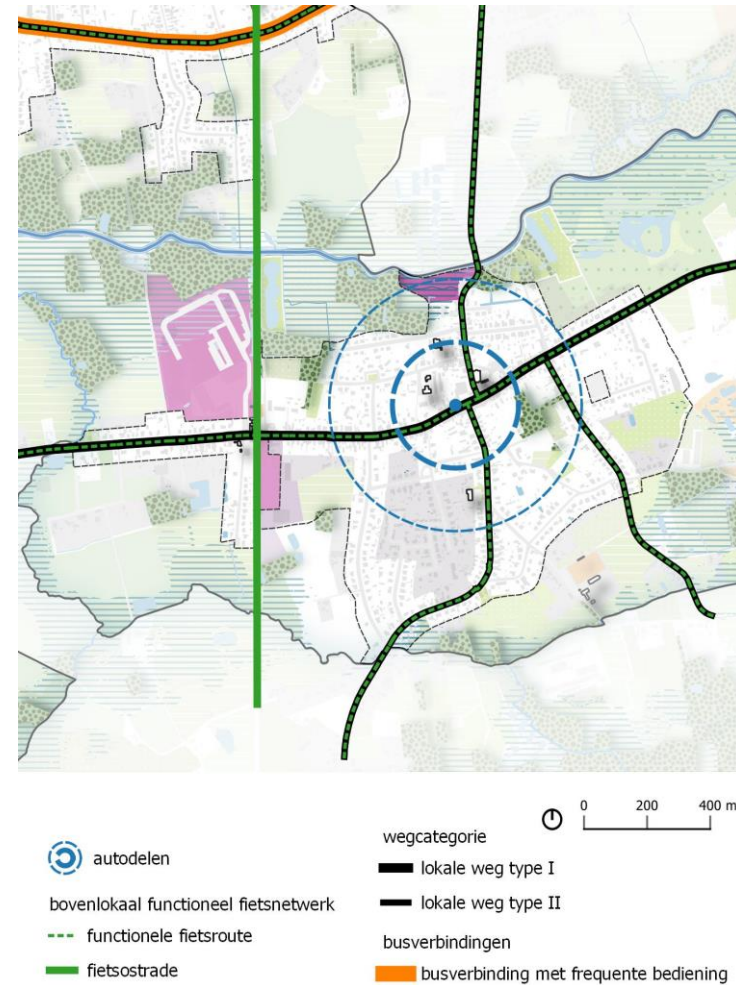 0 200 400 m
autodelen
bovenlokaal functioneel fietsnetwerk
functionele fietsroute
fietsostrade
wegcategorie
lokale weg type I
lokale weg type II
busverbindingen
busverbinding met frequente bediening